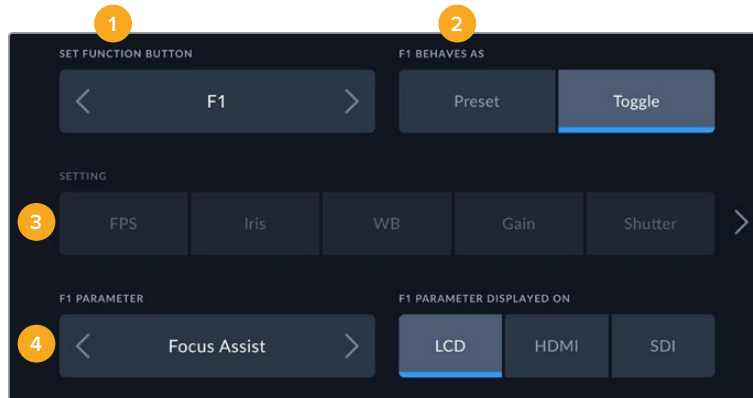 1
2
SET FUNCTION BUTTON
F1 BEHAVES AS
F1
Preset
Toggle
SETTING
3
FPS
Iris
WB
Gain
Shutter
F1 PARAMETER
F1 PARAMETER DISPLAYED ON
4
Focus Assist
LCD
HDMI
SDI